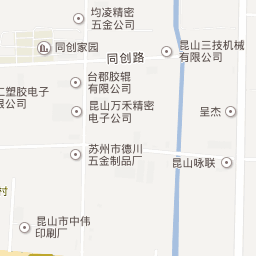 均凌精密
五金公司
同创家园
同创路
昆山三技机械
有限公司
台郡胶辊
有限公司
仁塑胶电子
有限公司
昆山万禾精密
电子公司
呈杰
苏州市德川
五金制品厂
昆山咏联
村
昆山市中伟
印刷厂